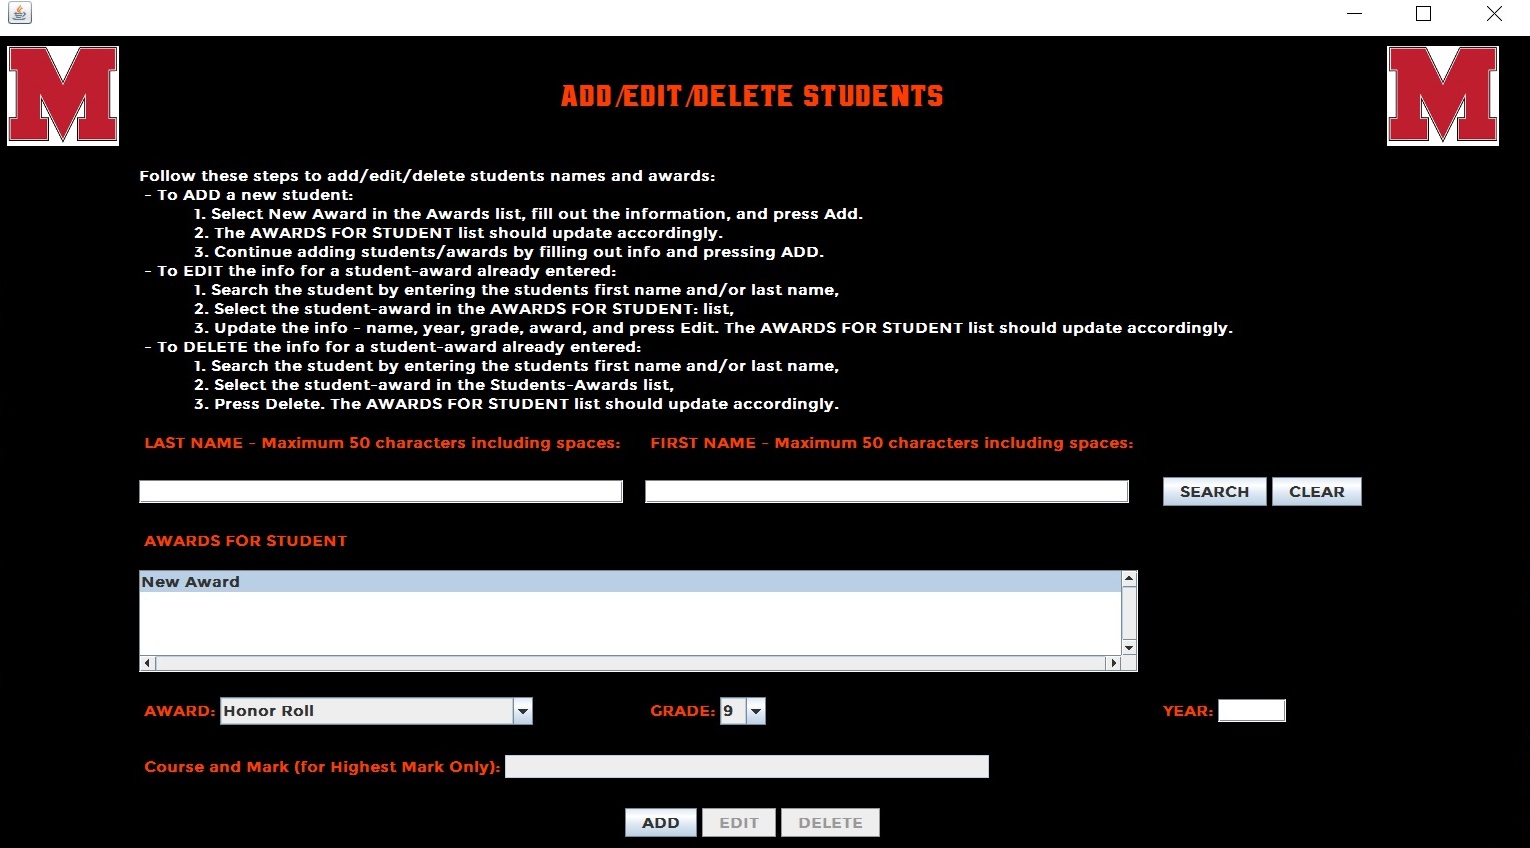 M M
ADD/EDIT/DELETE STUDENTS
Follow these steps to add/edit/delete students names and awards:
- To ADD a new student:
1. Select New Award in the Awards list, fill out the information, and press Add.
2. The AWARDS FOR STUDENT list should update accordingly.
3. Continue adding students/awards by filling out info and pressing ADD.
- To EDIT the info for a student-award already entered:
1. Search the student by entering the students first name and/or last name,
2. Select the student-award in the AWARDS FOR STUDENT: list,
3. Update the info - name, year, grade, award, and press Edit. The AWARDS FOR STUDENT list should update accordingly.
- To DELETE the info for a student-award already entered:
1. Search the student by entering the students first name and/or last name,
2. Select the student-award in the Students-Awards list,
3. Press Delete. The AWARDS FOR STUDENT list should update accordingly.
LAST NAME - Maximum 50 characters including spaces: FIRST NAME - Maximum 50 characters including spaces:
SEARCH CLEAR
AWARDS FOR STUDENT
New Award
AWARD: Honor Roll GRADE: 9 YEAR:
Course and Mark (for Highest Mark Only):
ADD EDIT DELETE